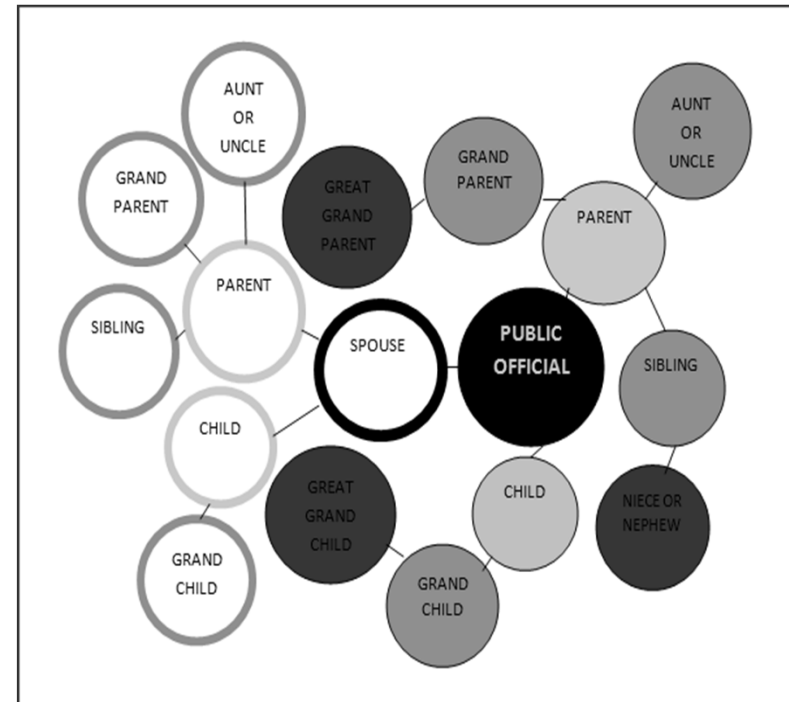 AUNT
OR
UNCLE
GRAND
PARENT
PARENT
SIBLING
CHILD
GRAND
CHILD
SPOUSE
GREAT
GRAND
PARENT
GRAND
PARENT
AUNT
OR
UNCLE
PARENT
PUBLIC
OFFICIAL
SIBLING
NIECE OR
NEPHEW
CHILD
GRAND
CHILD
GREAT
GRAND
CHILD